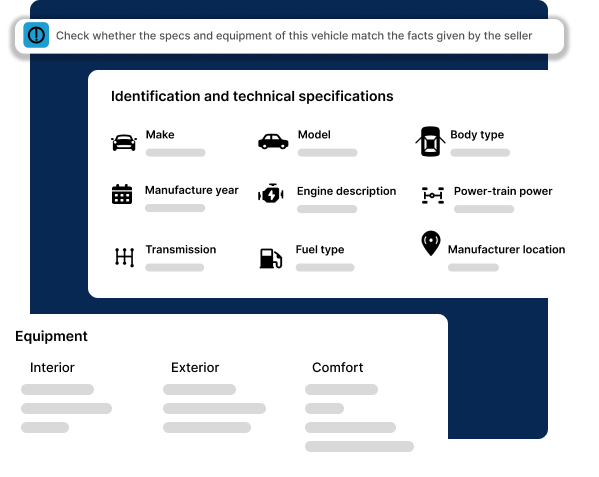 Check whether the specs and equipment of this vehicle match the facts given by the seller
Identification and technical specifications
Make
Model
Body type
Manufacture year
Engine description
Power-train power
Transmission
Fuel type
Manufacturer location
Equipment
Interior
Exterior
Comfort